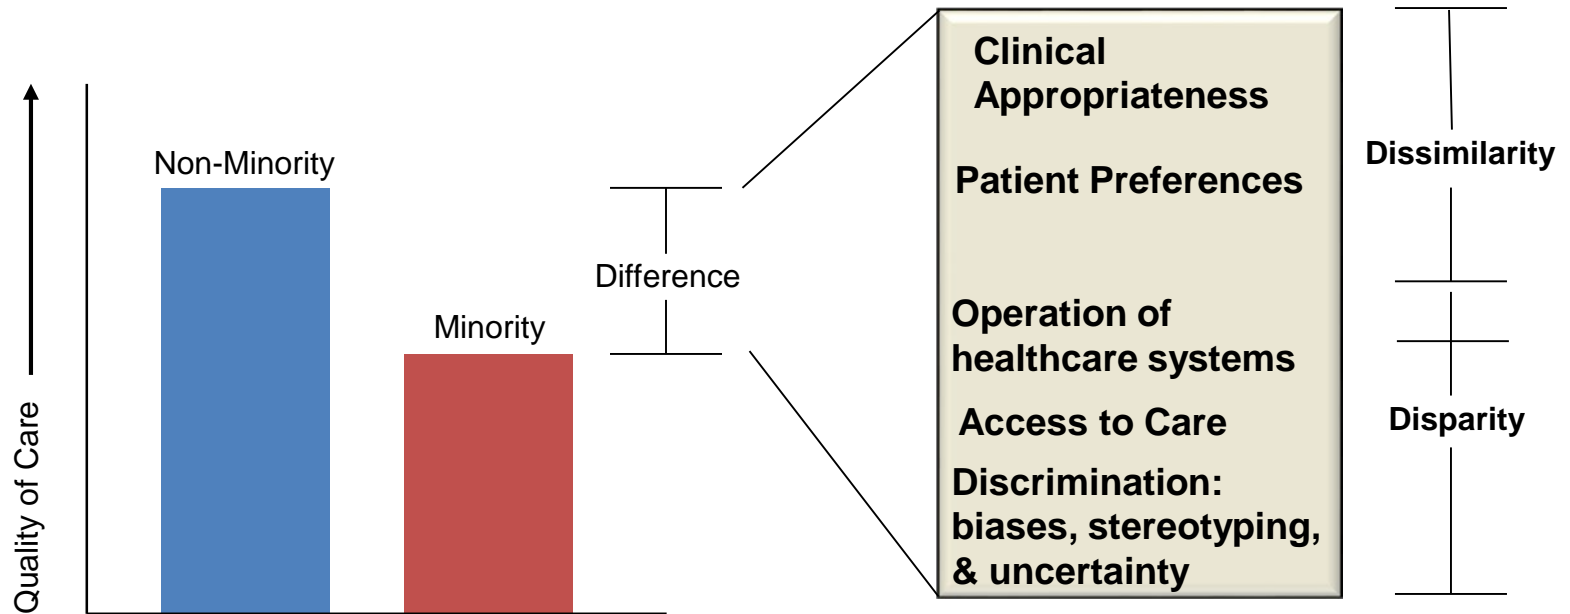 Quality of Care
Non-Minority
Minority
Difference
Clinical
Appropriateness
Patient Preferences
Operation of
healthcare systems
Access to Care
Discrimination:
biases, stereotyping,
& uncertainty
Dissimilarity
Disparity